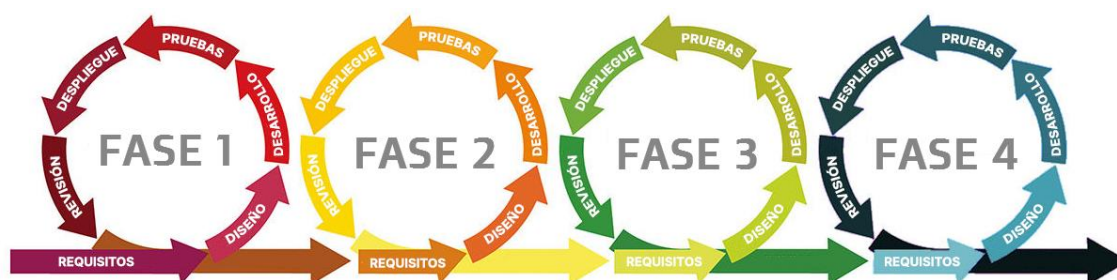 FASE 1
REQUISITOS
DISEÑO
DESARROLLO
PRUEBAS
DESPLIEGUE
REVISIÓN
FASE 2
REQUISITOS
DISEÑO
DESARROLLO
PRUEBAS
DESPLIEGUE
REVISIÓN
FASE 3
REQUISITOS
DISEÑO
DESARROLLO
PRUEBAS
DESPLIEGUE
REVISIÓN
FASE 4
REQUISITOS
DISEÑO
DESARROLLO
PRUEBAS
DESPLIEGUE
REVISIÓN